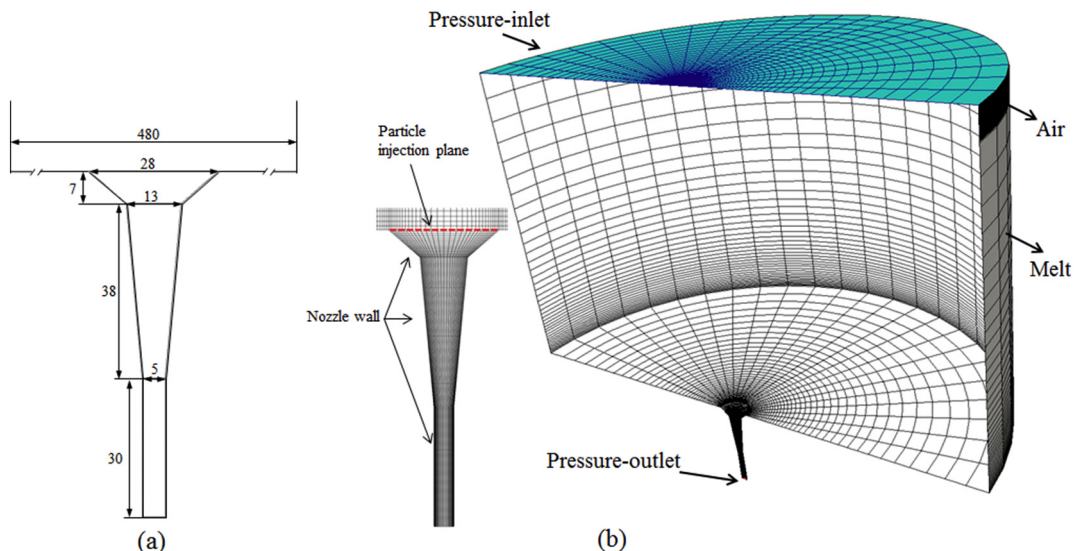 Pressure-inlet
480
Particle
injection plane
28
7
13
Air
38
Melt
Nozzle wall
5
30
Pressure-outlet
(a)
(b)